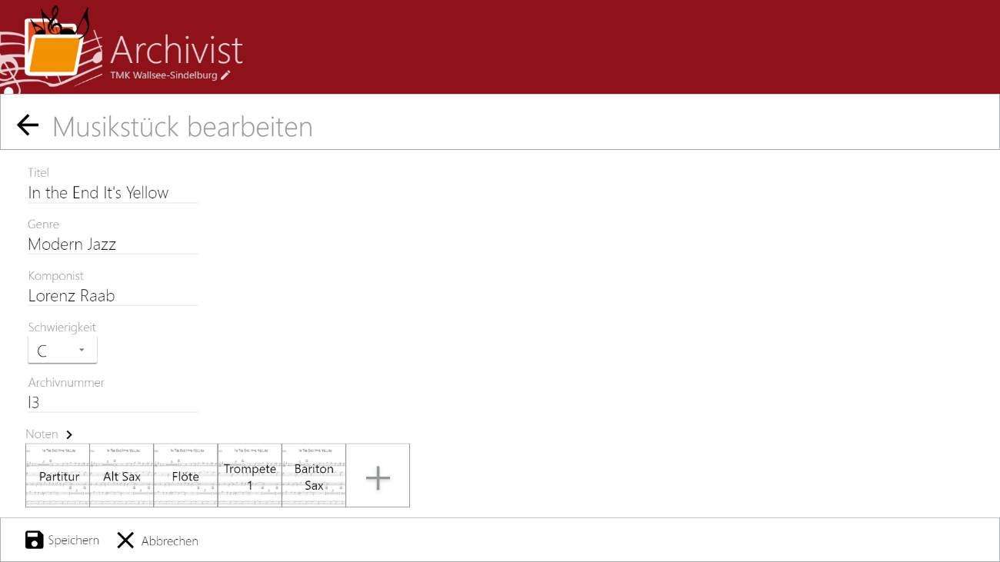 Archivist
TMK Wallsee-Sindelburg
Musikstück bearbeiten
Titel
In the End It's Yellow
Genre
Modern Jazz
Komponist
Lorenz Raab
Schwierigkeit
C
Archivnummer
I3
Noten
Partitur
Alt Sax
Flöte
Trompete
1
Bariton
Sax
Speichern
Abbrechen